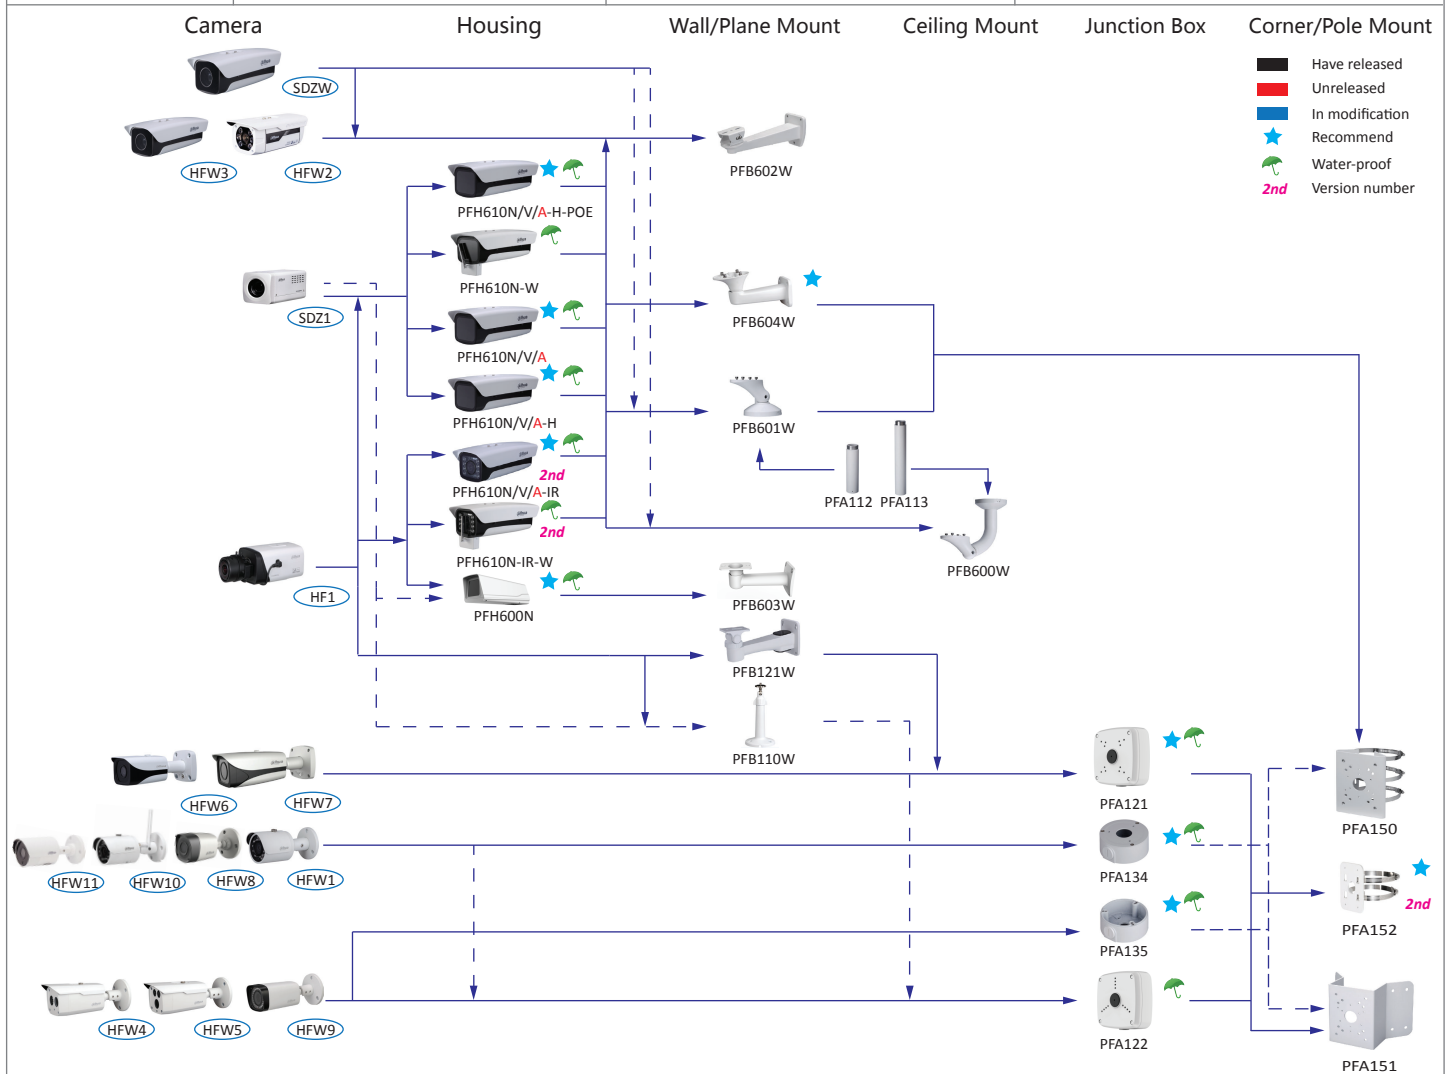 Camera
Housing
Wall/Plane Mount
Ceiling Mount
Junction Box
Corner/Pole Mount
Have released
Unreleased
In modification
Recommend
Water-proof
2nd Version number
SDZW
HFW3
HFW2
PFB602W
PFH610N/V/A-H-POE
PFH610N-W
SDZ1
PFB604W
PFH610N/V/A
PFH610N/V/A-H
PFB601W
2nd
PFH610N/V/A-IR
PFA112
PFA113
2nd
PFH610N-IR-W
PFB600W
HF1
PFH600N
PFB603W
PFB121W
PFB110W
HFW6
HFW7
PFA121
PFA150
HFW11
HFW10
HFW8
HFW1
PFA134
2nd
PFA152
PFA135
HFW4
HFW5
HFW9
PFA122
PFA151